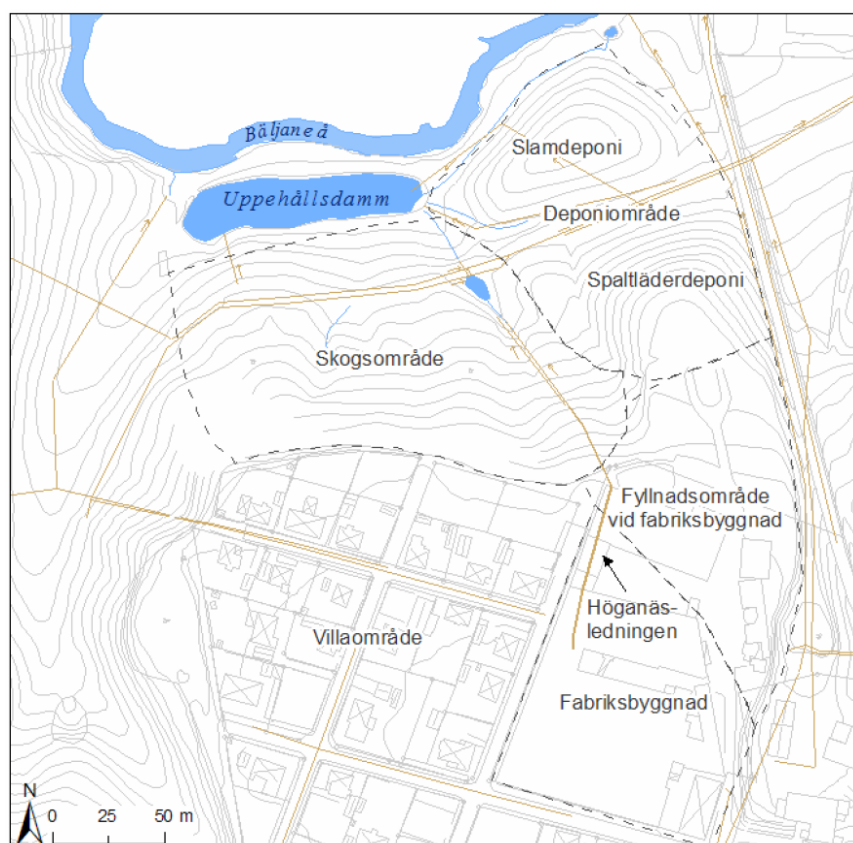 Bäljane å
Slamdeponi
Uppehållsdamm
Deponiområde
Spaltläderdeponi
Skogsområde
Fyllnadsområde
vid fabriksbyggnad
Höganäs-
ledningen
Villaområde
Fabriksbyggnad
N
0 25 50 m